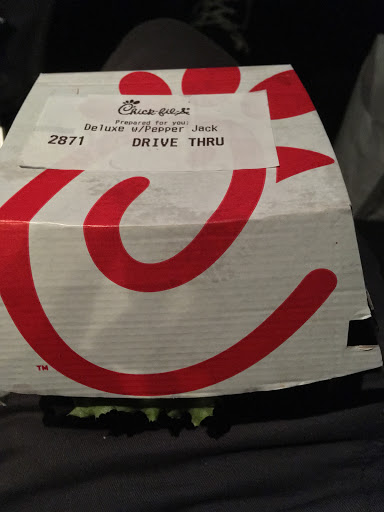 Chick-fil-A
Prepared for you:
Deluxe w/Pepper Jack
2871 DRIVE THRU
TM